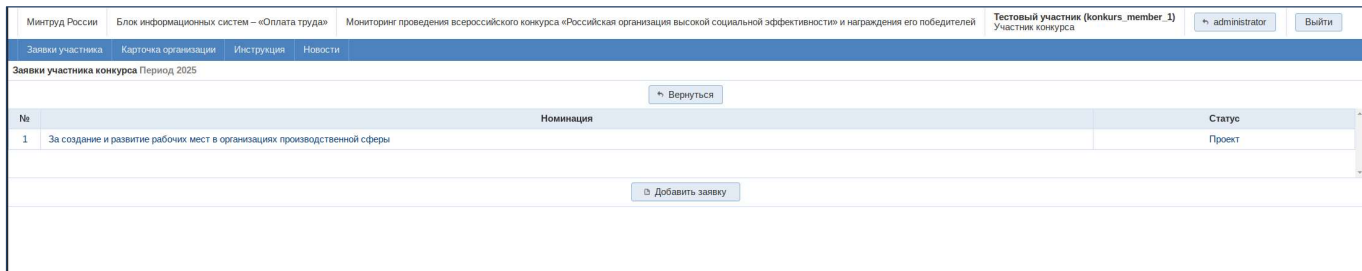 Минтруд России Блок информационных систем – «Оплата труда» Мониторинг проведения всероссийского конкурса «Российская организация высокой социальной эффективности» и награждения его победителей Тестовый участник (konkurs_member_1) administrator Выйти
Участник конкурса
Заявки участника Карточка организации Инструкция Новости
Заявки участника конкурса Период 2025
Вернуться
№ Номинация Статус
1 За создание и развитие рабочих мест в организациях производственной сферы Проект
Добавить заявку